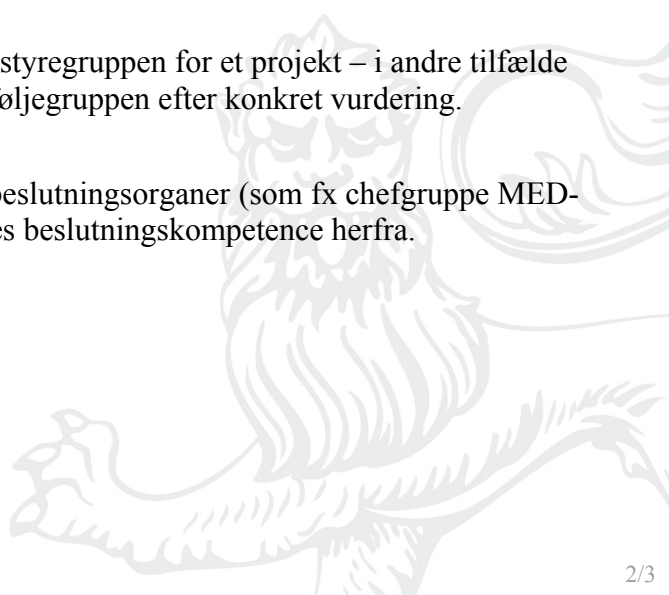 styregruppen for et projekt – i andre tilfælde
følgegruppen efter konkret vurdering.
beslutningsorganer (som fx chefgruppe MED-
es beslutningskompetence herfra.
2/3